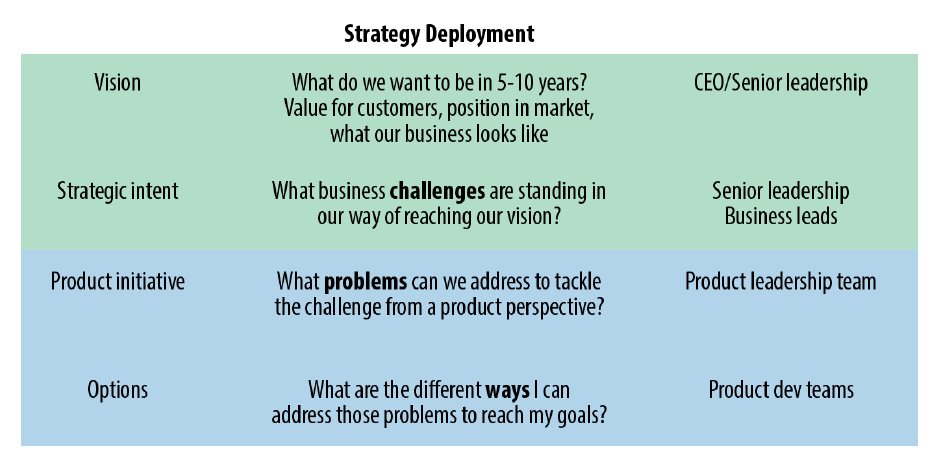 Strategy Deployment
Vision
What do we want to be in 5-10 years?
Value for customers, position in market,
what our business looks like
CEO/Senior leadership
Strategic intent
What business challenges are standing in
our way of reaching our vision?
Senior leadership
Business leads
Product initiative
What problems can we address to tackle
the challenge from a product perspective?
Product leadership team
Options
What are the different ways I can
address those problems to reach my goals?
Product dev teams